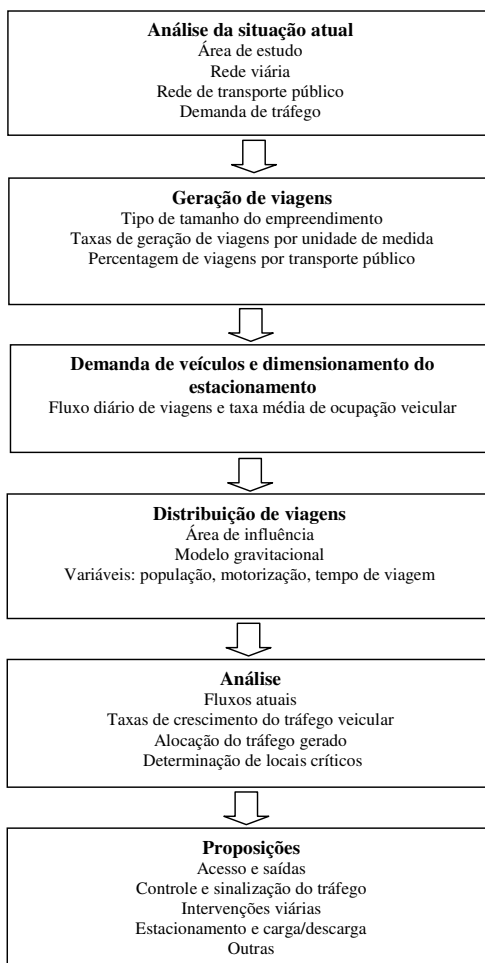 Análise da situação atual
Área de estudo
Rede viária
Rede de transporte público
Demanda de tráfego
Geração de viagens
Tipo de tamanho do empreendimento
Taxas de geração de viagens por unidade de medida
Percentagem de viagens por transporte público
Demanda de veículos e dimensionamento do
estacionamento
Fluxo diário de viagens e taxa média de ocupação veicular
Distribuição de viagens
Área de influência
Modelo gravitacional
Variáveis: população, motorização, tempo de viagem
Análise
Fluxos atuais
Taxas de crescimento do tráfego veicular
Alocação do tráfego gerado
Determinação de locais críticos
Proposições
Acesso e saídas
Controle e sinalização do tráfego
Intervenções viárias
Estacionamento e carga/descarga
Outras